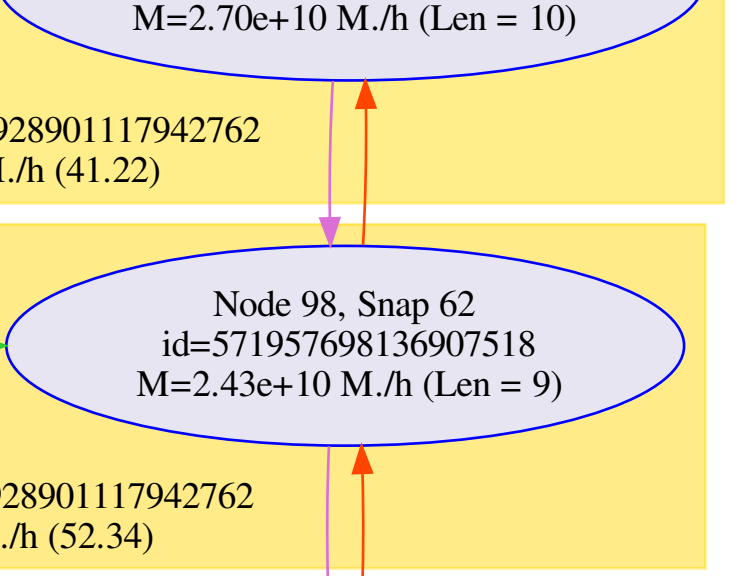 M=2.70e+10 M./h (Len = 10)
928901117942762
./h (41.22)
Node 98, Snap 62
id=571957698136907518
M=2.43e+10 M./h (Len = 9)
928901117942762
./h (52.34)